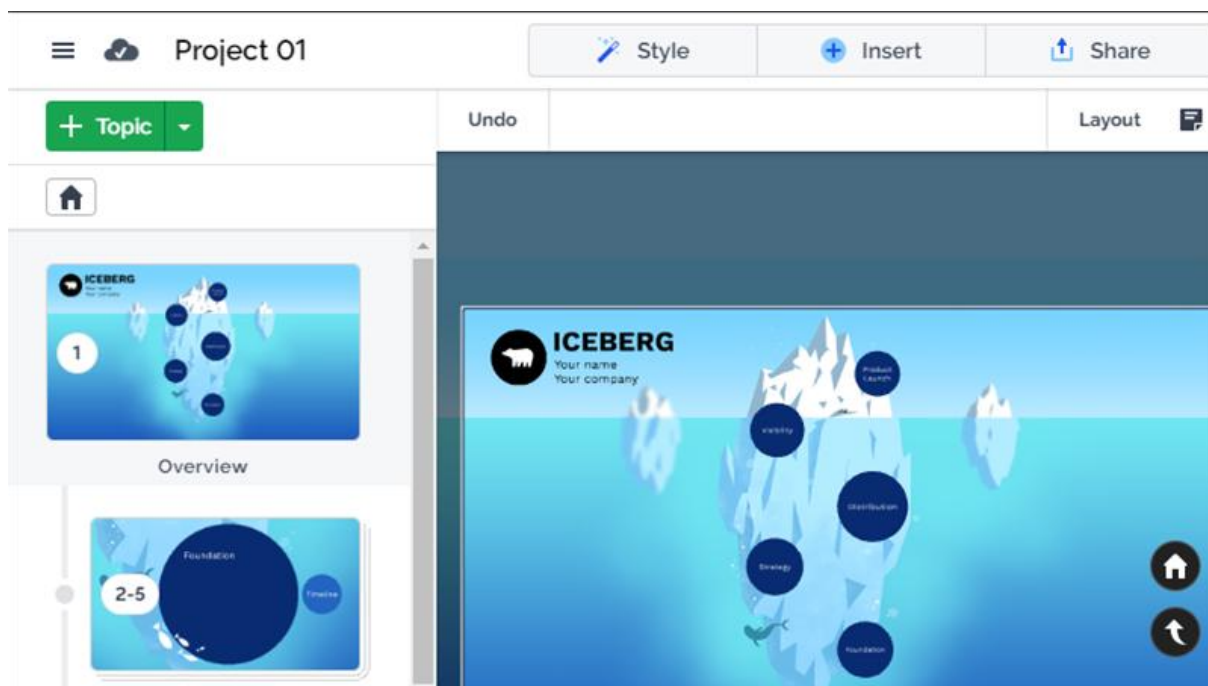 Project 01
Style
Insert
Share
+ Topic
Undo
Layout
ICEBERG
Your name
Your company
1
Overview
Foundation
2-5
Timeline
ICEBERG
Your name
Your company
Product
Launch
Visibility
Distribution
Strategy
Foundation